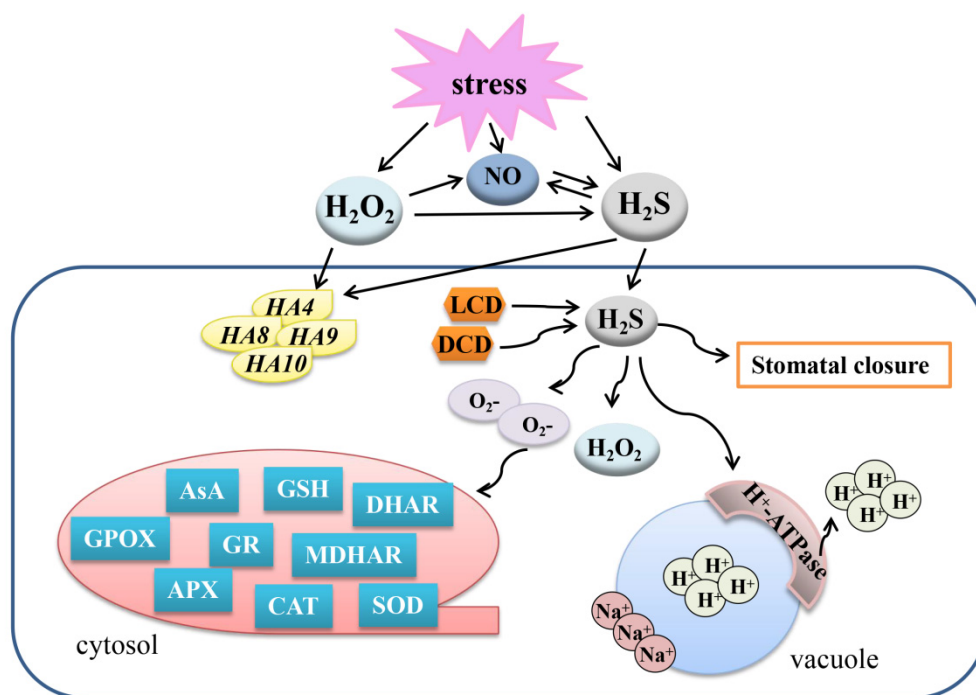 stress
NO
H₂O₂
H₂S
HA4
HA8
HA9
HA10
LCD
DCD
H₂S
Stomatal closure
O₂-
O₂-
H₂O₂
AsA
GSH
DHAR
GPOX
GR
MDHAR
APX
CAT
SOD
cytosol
H⁺-ATPase
H⁺
H⁺
H⁺
H⁺
H⁺
H⁺
H⁺
H⁺
Na⁺
Na⁺
Na⁺
vacuole